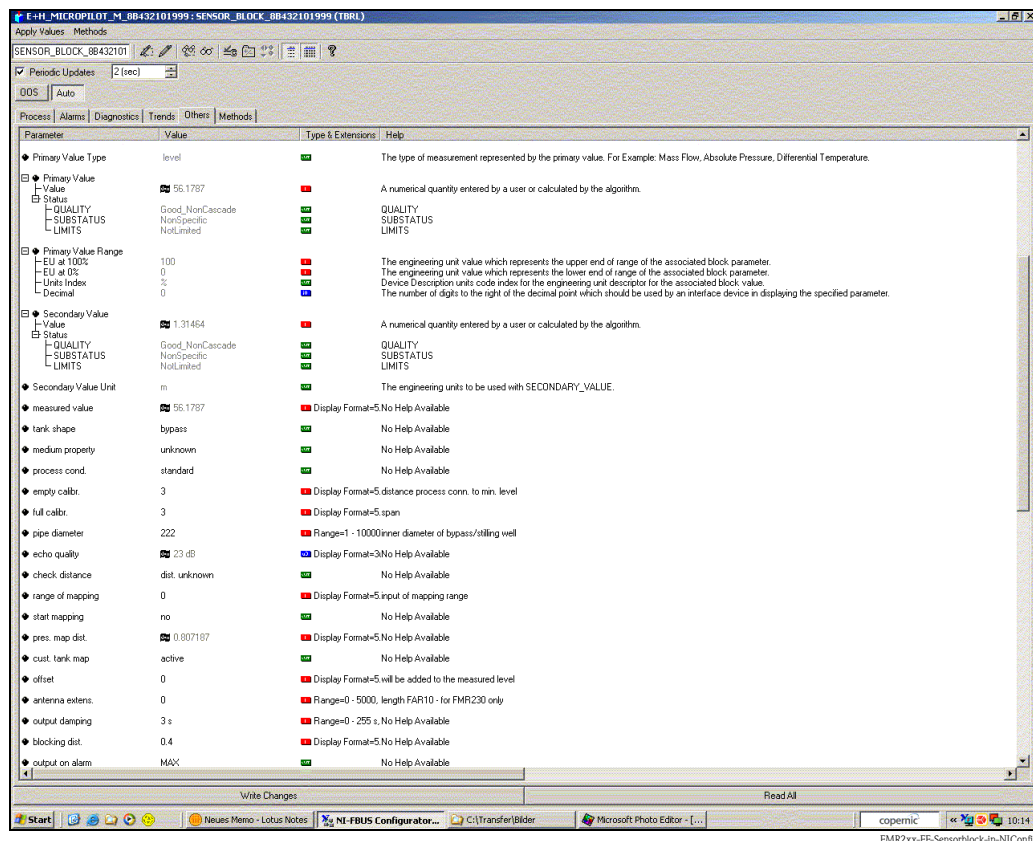 E+H_MICROPILOT_M_8B432101999 : SENSOR_BLOCK_8B432101999 (TBRL)
Apply Values Methods
SENSOR_BLOCK_8B432101
Periodic Updates 2 (sec)
OOS Auto
Process Alarms Diagnostics Trends Others Methods
Parameter Value Type & Extensions Help
Primary Value Type level The type of measurement represented by the primary value. For Example: Mass Flow, Absolute Pressure, Differential Temperature.
Primary Value
Value 56.1787 A numerical quantity entered by a user or calculated by the algorithm.
Status
QUALITY Good_NonCascade QUALITY
SUBSTATUS NonSpecific SUBSTATUS
LIMITS NotLimited LIMITS
Primary Value Range
EU at 100% 100 The engineering unit value which represents the upper end of range of the associated block parameter.
EU at 0% 0 The engineering unit value which represents the lower end of range of the associated block parameter.
Units Index % Device Description units code index for the engineering unit descriptor for the associated block value.
Decimal 0 The number of digits to the right of the decimal point which should be used by an interface device in displaying the specified parameter.
Secondary Value
Value 1.31464 A numerical quantity entered by a user or calculated by the algorithm.
Status
QUALITY Good_NonCascade QUALITY
SUBSTATUS NonSpecific SUBSTATUS
LIMITS NotLimited LIMITS
Secondary Value Unit m The engineering units to be used with SECONDARY_VALUE.
measured value 56.1787 Display Format=5. No Help Available
tank shape bypass No Help Available
medium property unknown No Help Available
process cond. standard No Help Available
empty calibr. 3 Display Format=5. distance process conn. to min. level
full calibr. 3 Display Format=5. span
pipe diameter 222 Range=1 - 10000 inner diameter of bypass/stilling well
echo quality 23 dB Display Format=3 No Help Available
check distance dist. unknown No Help Available
range of mapping 0 Display Format=5. input of mapping range
start mapping no No Help Available
pres. map dist. 0.807187 Display Format=5. No Help Available
cust. tank map active No Help Available
offset 0 Display Format=5. will be added to the measured level
antenna extens. 0 Range=0 - 5000, length FAR10 - for FMR230 only
output damping 3 s Range=0 - 255 s, No Help Available
blocking dist. 0.4 Display Format=5. No Help Available
output on alarm MAX No Help Available
Write Changes Read All
Start Neues Memo - Lotus Notes NI-FBUS Configurator... C:\Transfer\Bilder Microsoft Photo Editor - [... copernic « 10:14